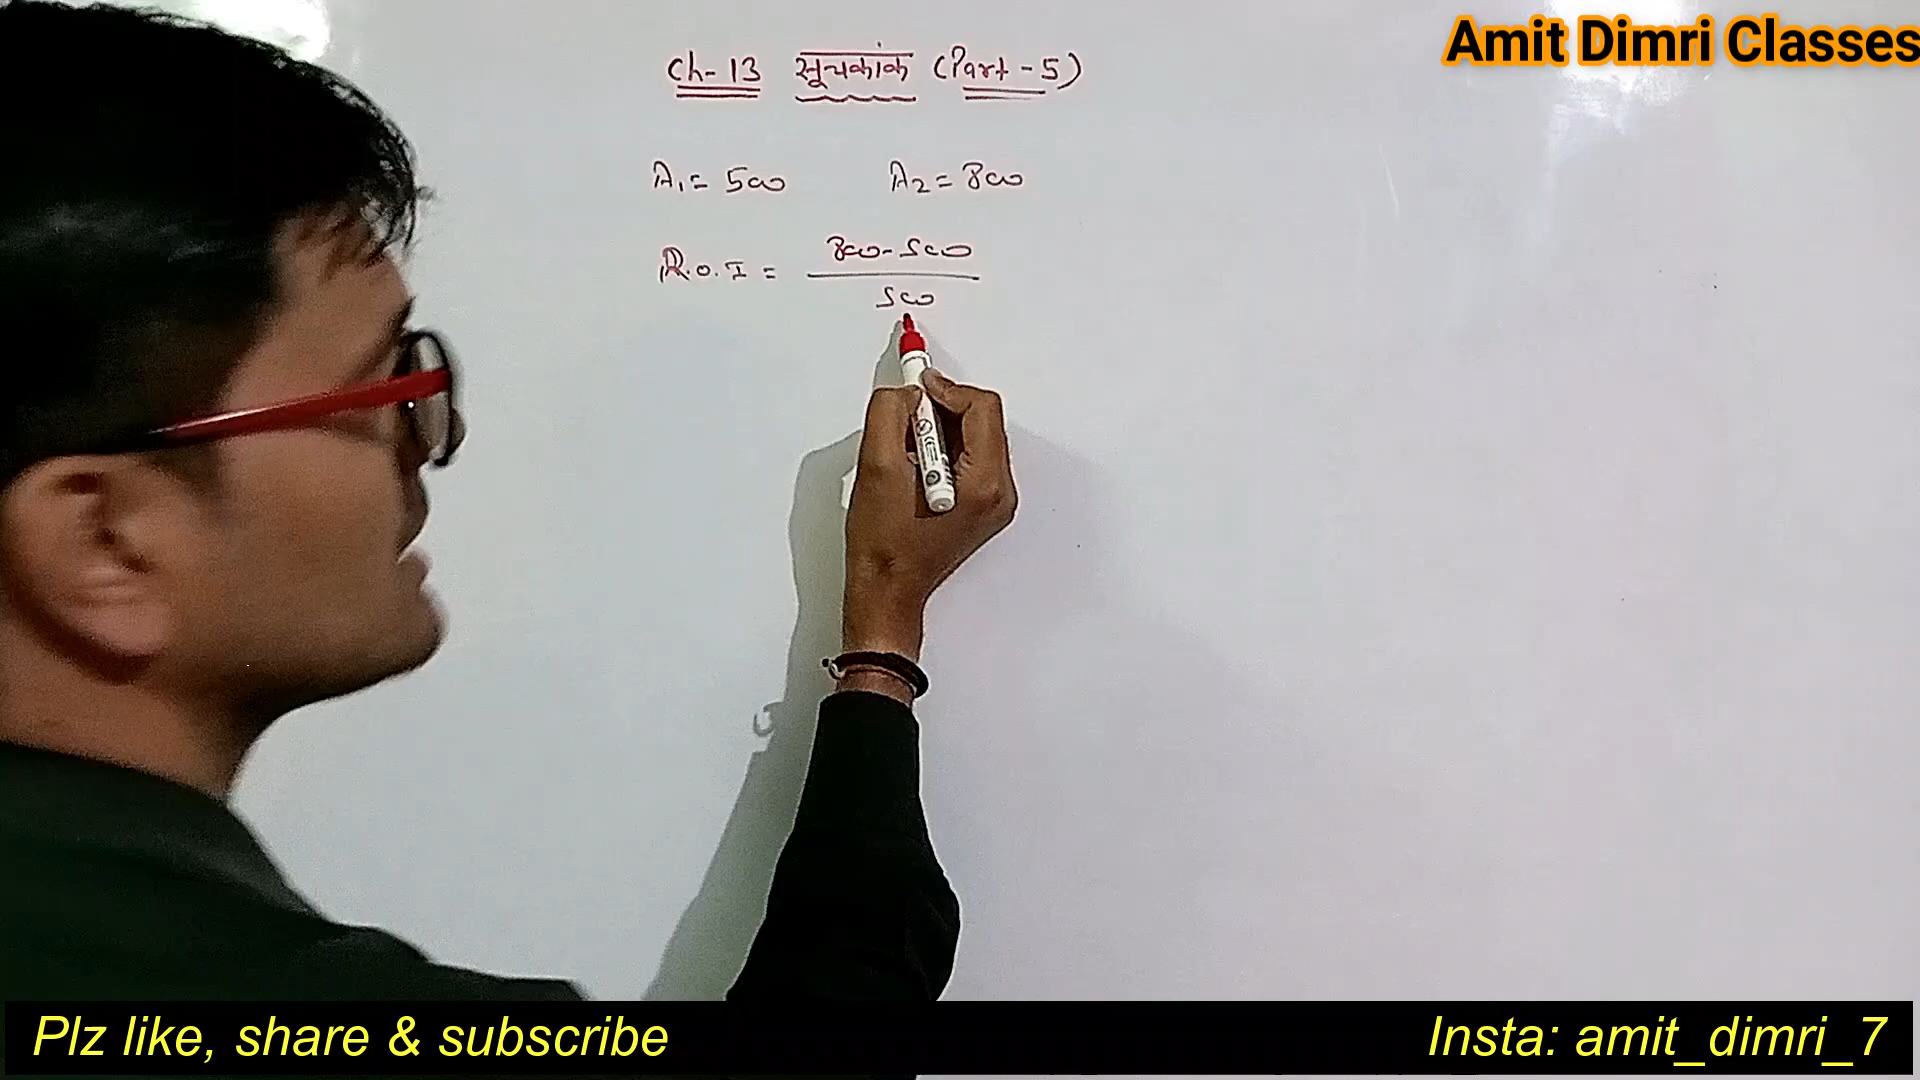 Amit Dimri Classes
Ch-13 सूचकांक (Part-5)
A₁ = 500 A₂ = 800
R.O.I = 800-500
500
Plz like, share & subscribe
Insta: amit_dimri_7